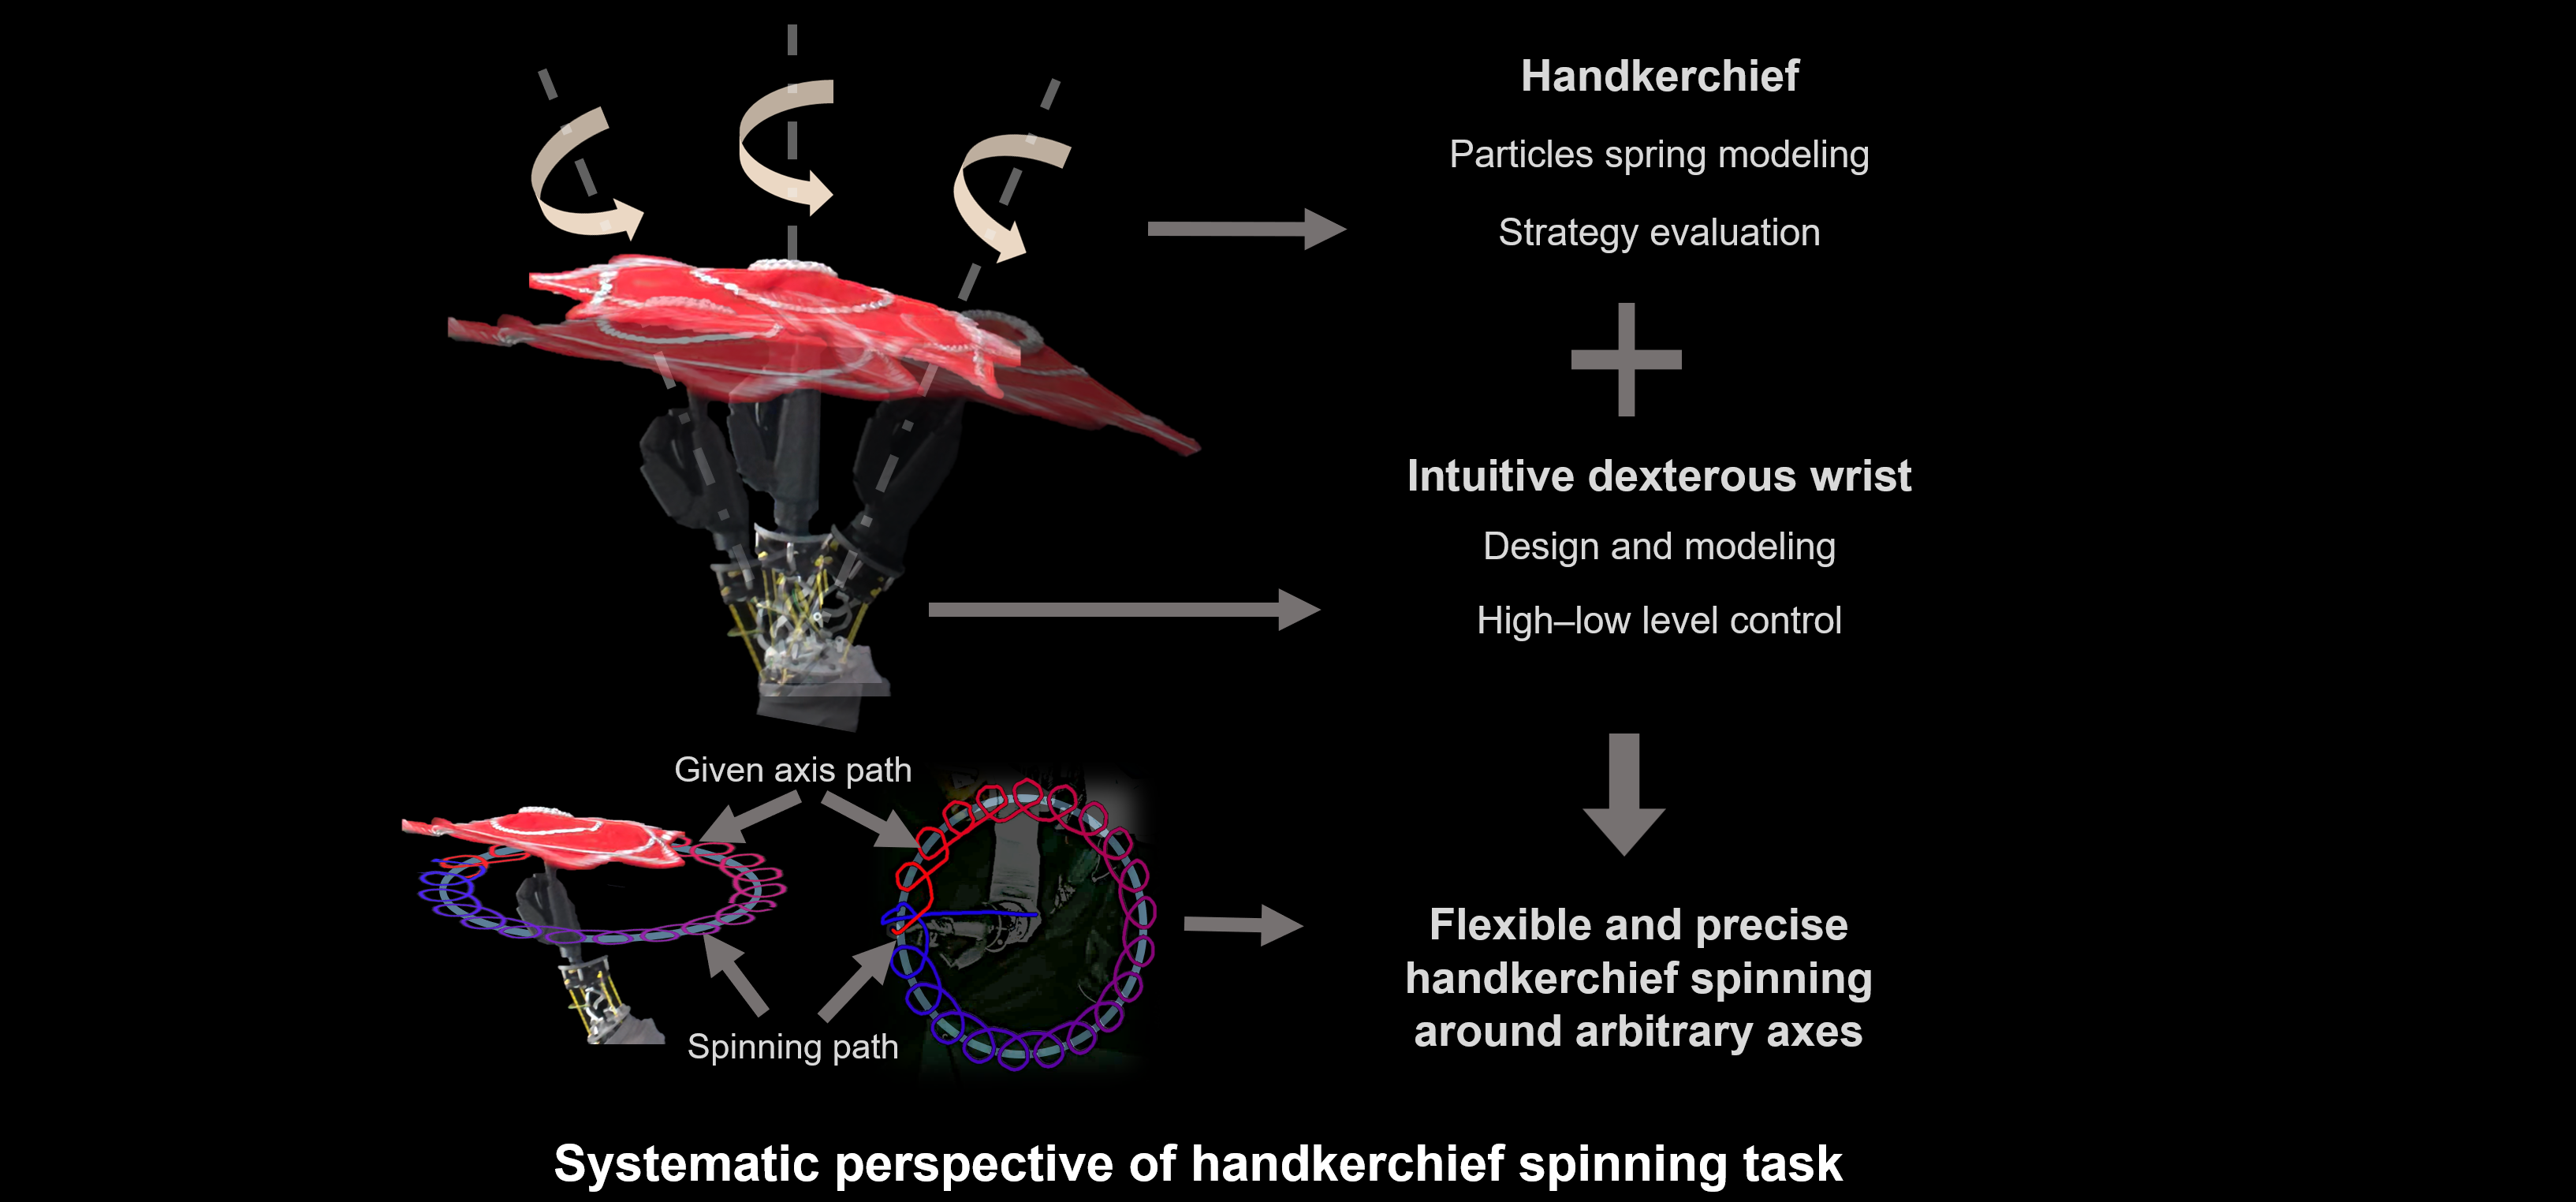 Handkerchief
Particles spring modeling
Strategy evaluation
Intuitive dexterous wrist
Design and modeling
High–low level control
Given axis path
Spinning path
Flexible and precise
handkerchief spinning
around arbitrary axes
Systematic perspective of handkerchief spinning task